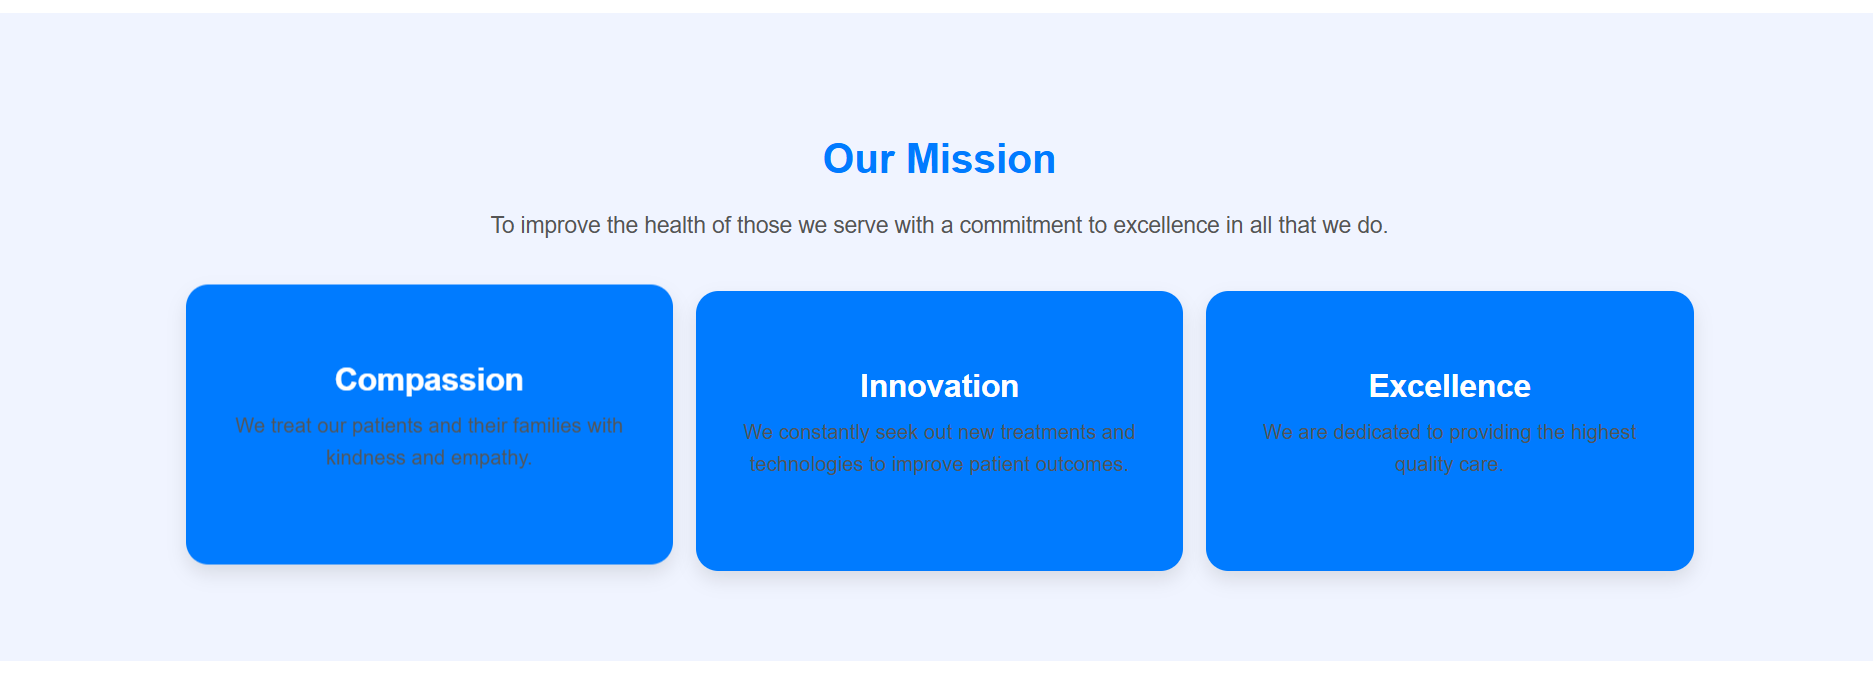 Our Mission
To improve the health of those we serve with a commitment to excellence in all that we do.
Compassion
We treat our patients and their families with
kindness and empathy.
Innovation
We constantly seek out new treatments and
technologies to improve patient outcomes.
Excellence
We are dedicated to providing the highest
quality care.